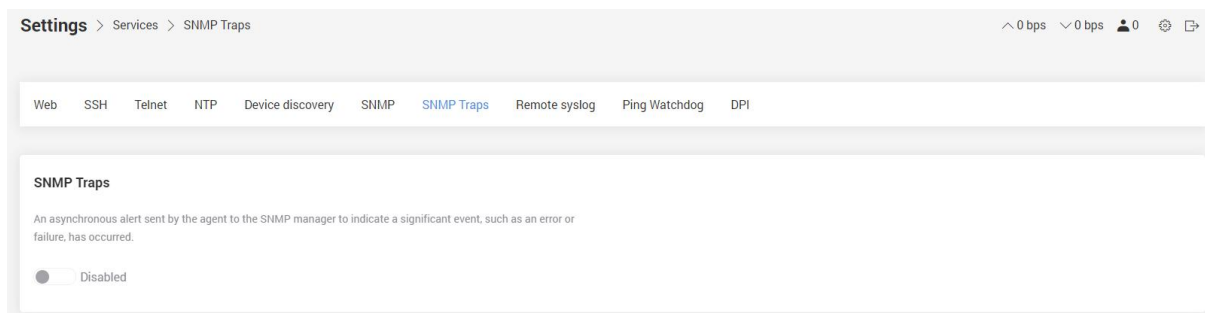 Settings > Services > SNMP Traps 0 bps 0 bps 0
Web SSH Telnet NTP Device discovery SNMP SNMP Traps Remote syslog Ping Watchdog DPI
SNMP Traps
An asynchronous alert sent by the agent to the SNMP manager to indicate a significant event, such as an error or
failure, has occurred.
Disabled